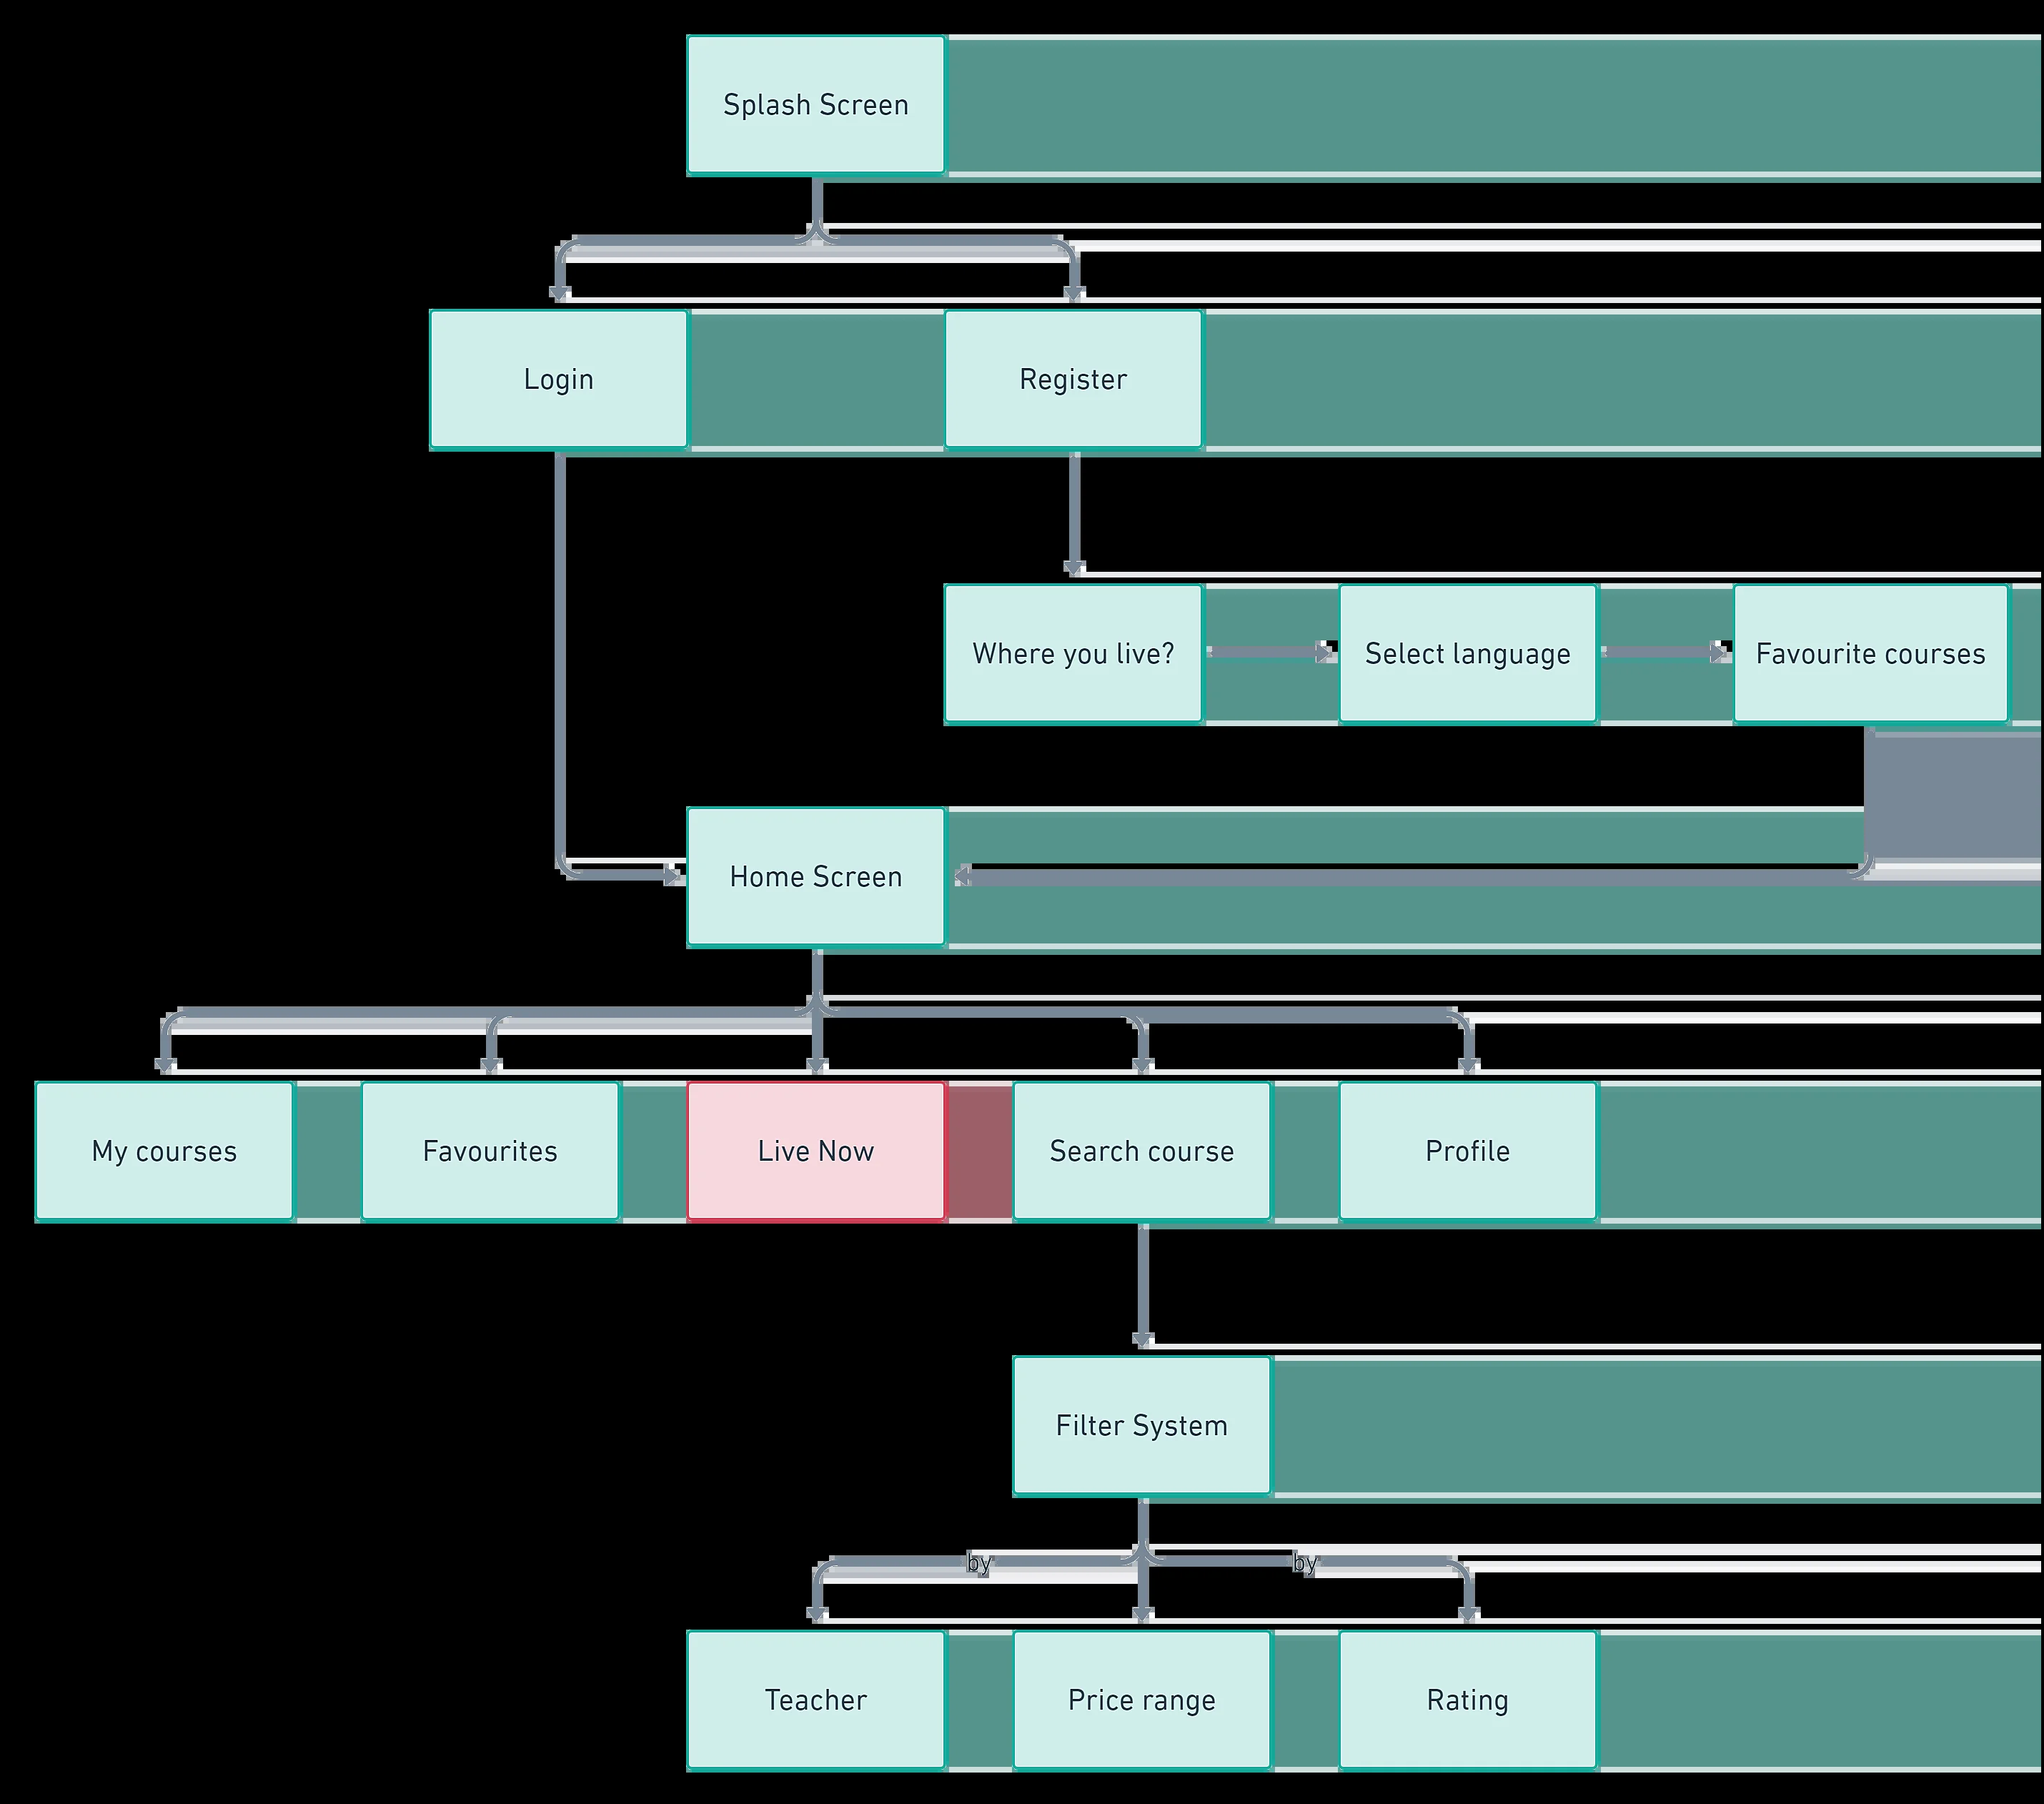 Splash Screen
Login
Register
Where you live?
Select language
Favourite courses
Home Screen
My courses
Favourites
Live Now
Search course
Profile
Filter System
by
by
Teacher
Price range
Rating